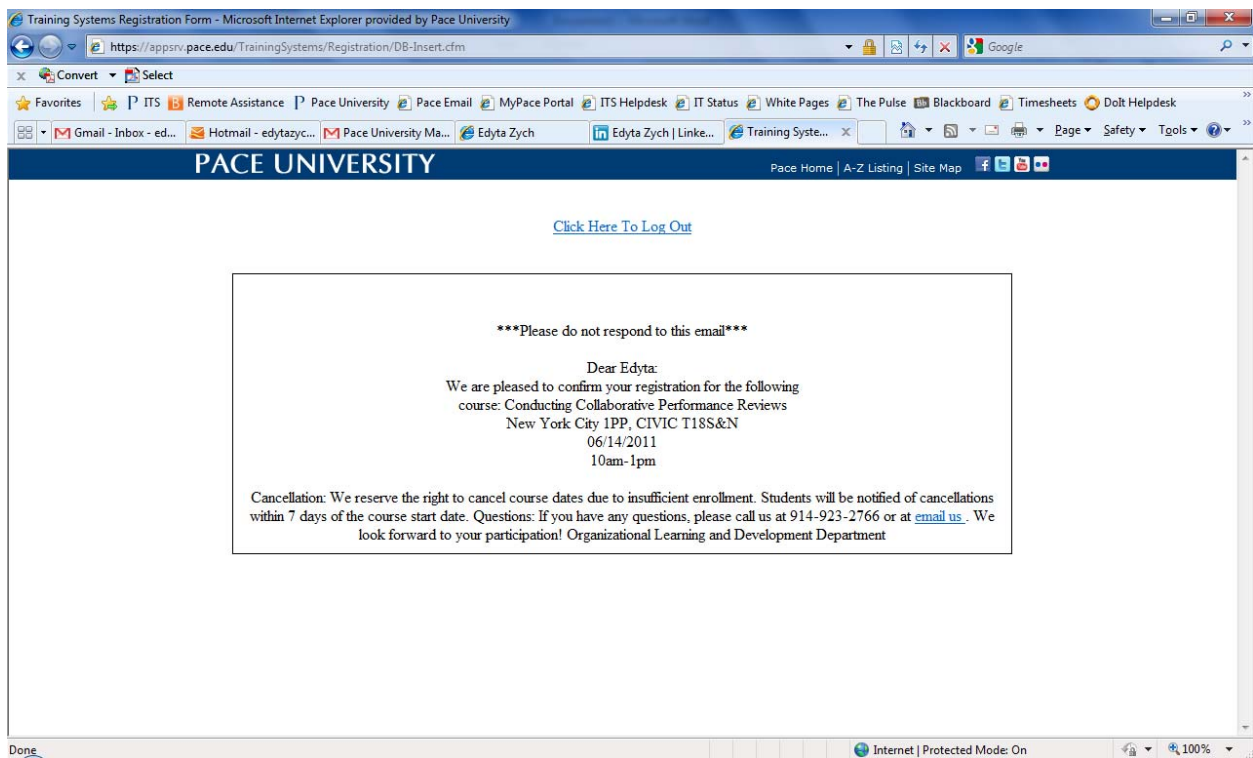 Training Systems Registration Form - Microsoft Internet Explorer provided by Pace University
https://appsrv.pace.edu/TrainingSystems/Registration/DB-Insert.cfm
Google
x Convert Select
Favorites P ITS Remote Assistance P Pace University Pace Email MyPace Portal ITS Helpdesk IT Status White Pages The Pulse Blackboard Timesheets DoIt Helpdesk
Gmail - Inbox - ed... Hotmail - edytazyc... Pace University Ma... Edyta Zych Edyta Zych | Linke... Training Syste... x Page Safety Tools
PACE UNIVERSITY
Pace Home | A-Z Listing | Site Map
Click Here To Log Out
***Please do not respond to this email***
Dear Edyta:
We are pleased to confirm your registration for the following
course: Conducting Collaborative Performance Reviews
New York City 1PP, CIVIC T18S&N
06/14/2011
10am-1pm
Cancellation: We reserve the right to cancel course dates due to insufficient enrollment. Students will be notified of cancellations
within 7 days of the course start date. Questions: If you have any questions, please call us at 914-923-2766 or at email us . We
look forward to your participation! Organizational Learning and Development Department
Done
Internet | Protected Mode: On
100%